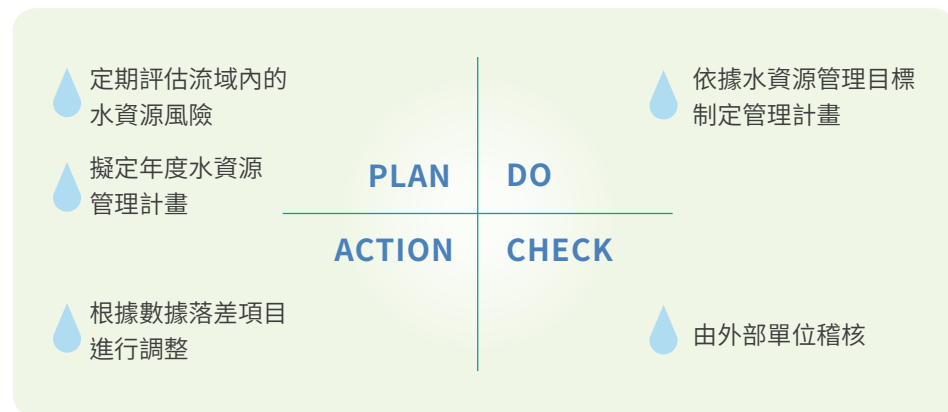 定期評估流域內的
水資源風險
擬定年度水資源
管理計畫
PLAN
DO
依據水資源管理目標
制定管理計畫
ACTION
CHECK
根據數據落差項目
進行調整
由外部單位稽核